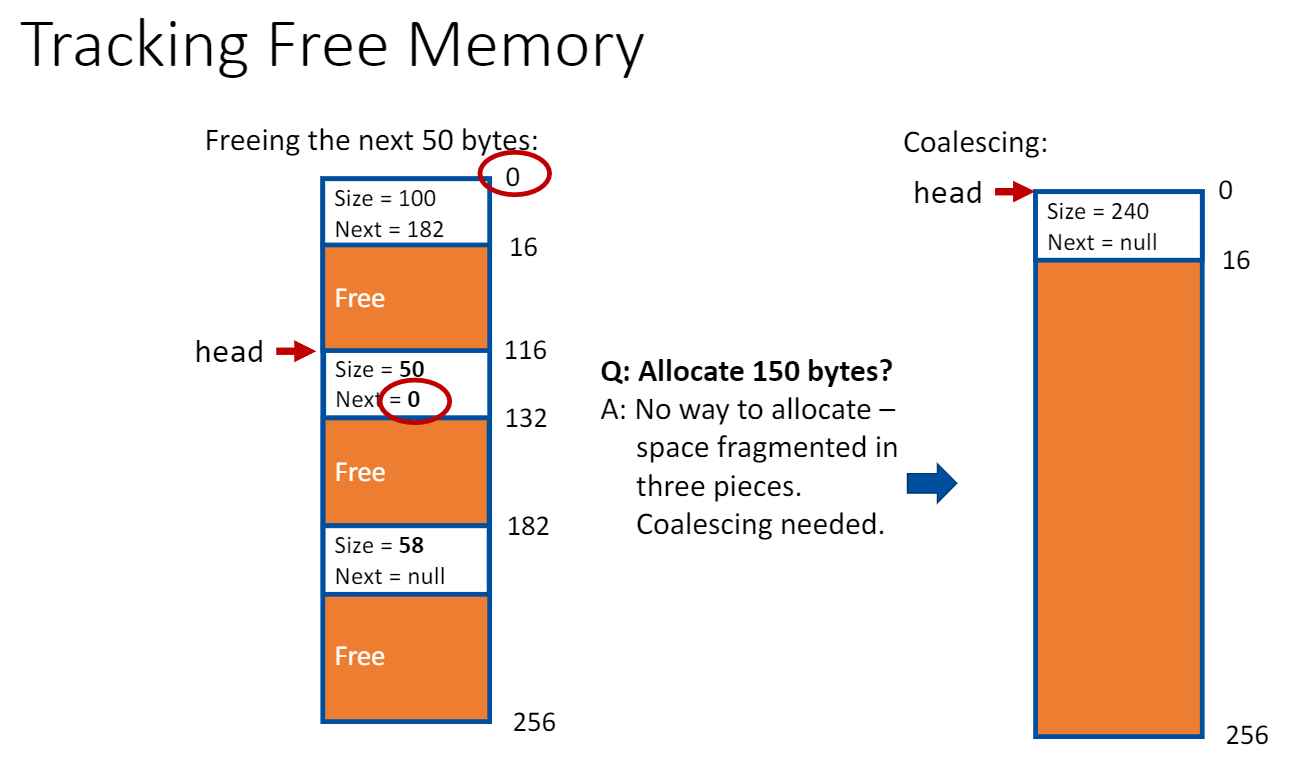 Tracking Free Memory
Freeing the next 50 bytes:
0
Size = 100
Next = 182
16
Free
head
116
Size = 50
Next = 0
132
Free
182
Size = 58
Next = null
Free
256
Q: Allocate 150 bytes?
A: No way to allocate –
space fragmented in
three pieces.
Coalescing needed.
Coalescing:
head
0
Size = 240
Next = null
16
256